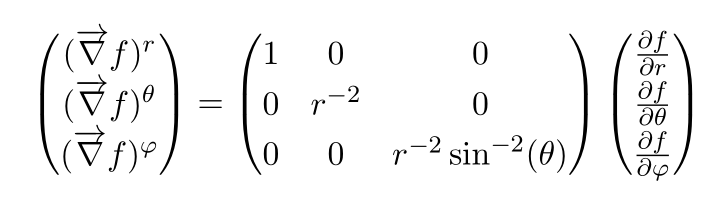 $$\begin{pmatrix} (\overrightarrow{\nabla} f)^r \\ (\overrightarrow{\nabla} f)^\theta \\ (\overrightarrow{\nabla} f)^\varphi \end{pmatrix} = \begin{pmatrix} 1 & 0 & 0 \\ 0 & r^{-2} & 0 \\ 0 & 0 & r^{-2} \sin^{-2}(\theta) \end{pmatrix} \begin{pmatrix} \frac{\partial f}{\partial r} \\ \frac{\partial f}{\partial \theta} \\ \frac{\partial f}{\partial \varphi} \end{pmatrix}$$